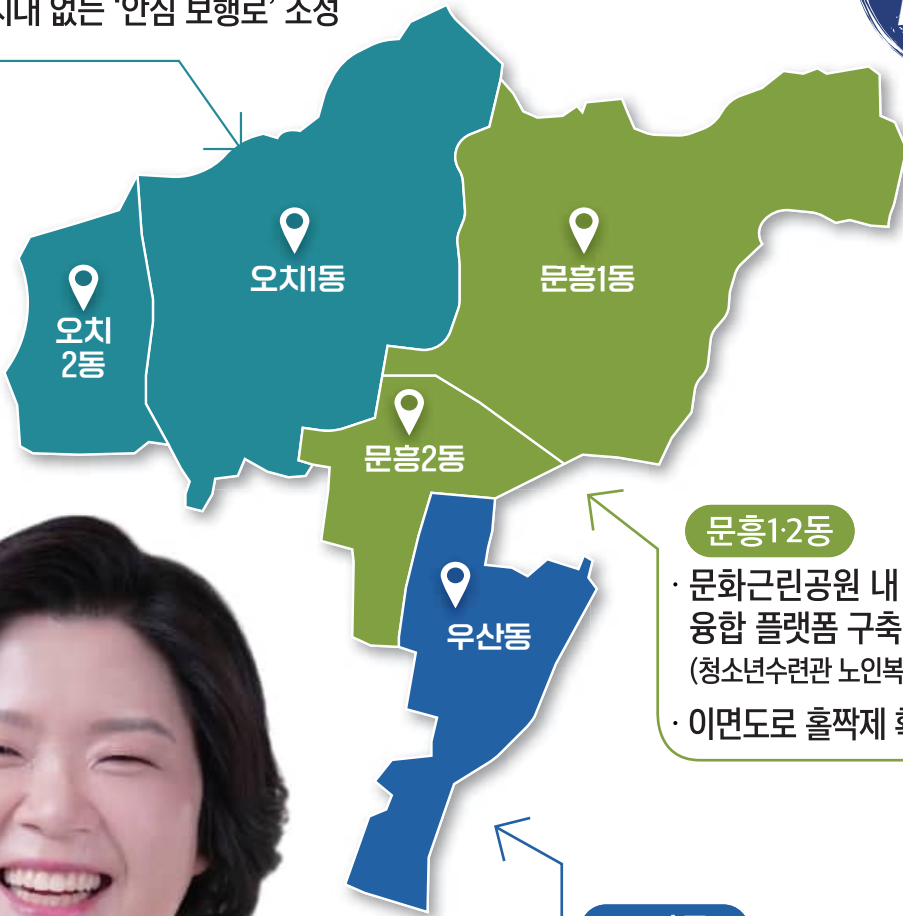 없는 '안심 보행로' 조성
오치1동
문흥1동
오치
2동
문흥2동
우산동
문흥1·2동
· 문화근린공원 내
융합 플랫폼 구축
(청소년수련관 노인복
· 이면도로 홀짝제